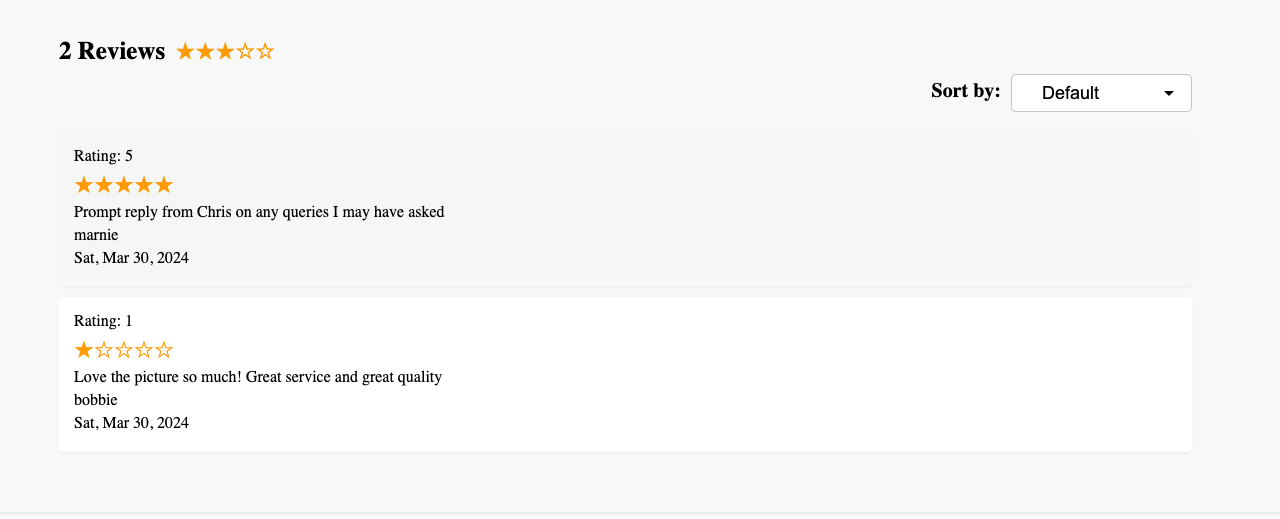 2 Reviews ★★★☆☆
Sort by: Default
Rating: 5
★★★★★
Prompt reply from Chris on any queries I may have asked
marnie
Sat, Mar 30, 2024
Rating: 1
★☆☆☆☆
Love the picture so much! Great service and great quality
bobbie
Sat, Mar 30, 2024